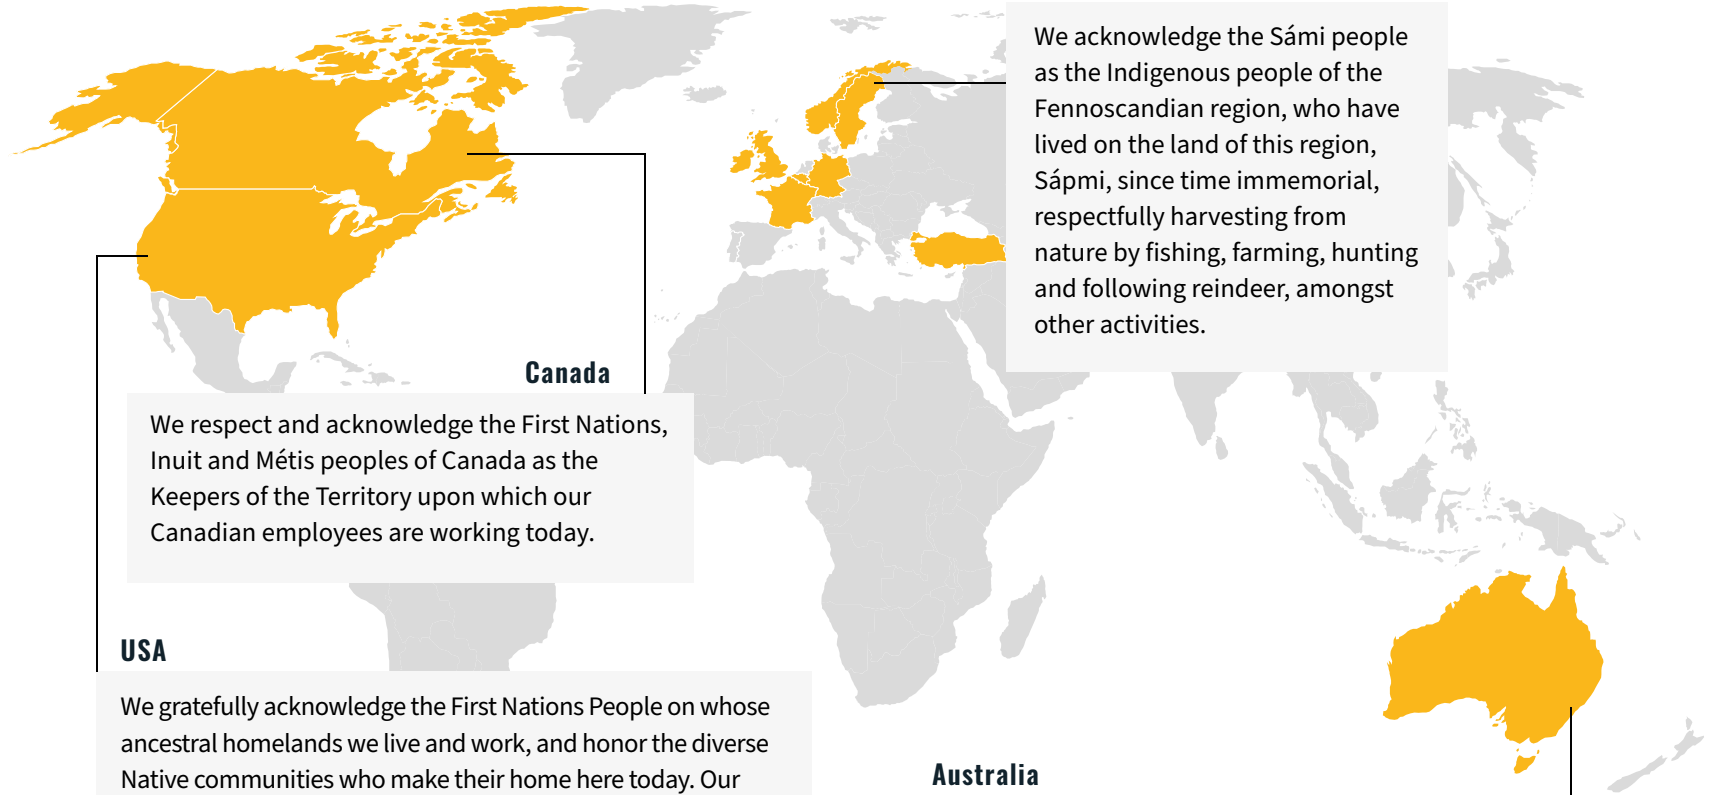 We acknowledge the Sámi people
as the Indigenous people of the
Fennoscandian region, who have
lived on the land of this region,
Sápmi, since time immemorial,
respectfully harvesting from
nature by fishing, farming, hunting
and following reindeer, amongst
other activities.
Canada
We respect and acknowledge the First Nations,
Inuit and Métis peoples of Canada as the
Keepers of the Territory upon which our
Canadian employees are working today.
USA
We gratefully acknowledge the First Nations People on whose
ancestral homelands we live and work, and honor the diverse
Native communities who make their home here today. Our
Australia